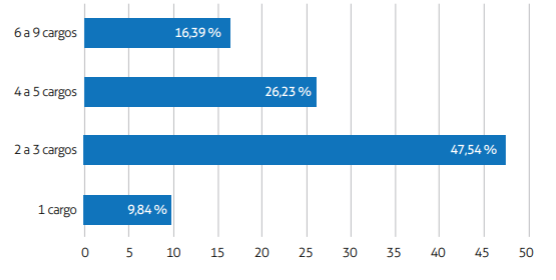 6 a 9 cargos 16,39 %
4 a 5 cargos 26,23 %
2 a 3 cargos 47,54 %
1 cargo 9,84 %
0 5 10 15 20 25 30 35 40 45 50